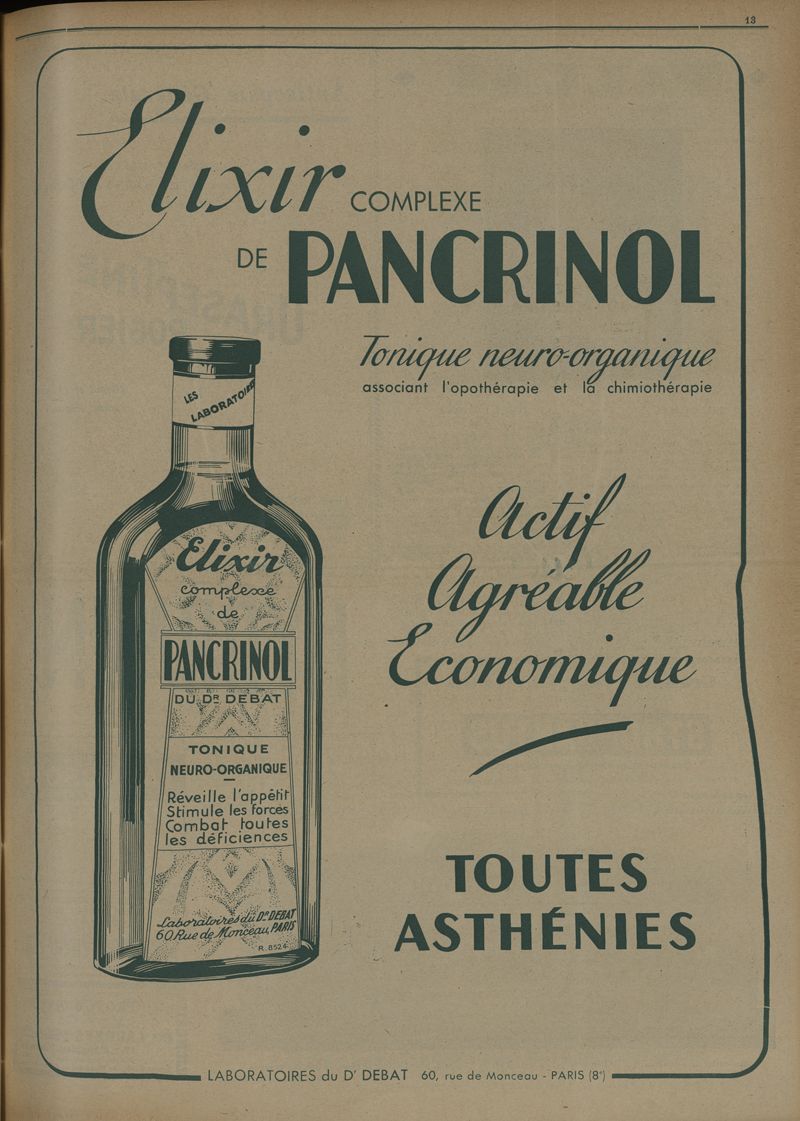 13
Elixir COMPLEXE
DE PANCRINOL
Tonique neuro-organique
associant l'opothérapie et la chimiothérapie
LES
LABORATOIRES
Elixir
complexe
de
PANCRINOL
DU DR DEBAT
TONIQUE
NEURO-ORGANIQUE
Réveille l'appétit
Stimule les forces
Combat toutes
les déficiences
Laboratoires du Dr DEBAT
60 Rue de Monceau, PARIS
R. 8524
Actif
Agréable
Economique
TOUTES
ASTHÉNIES
LABORATOIRES du Dr DEBAT 60, rue de Monceau - PARIS (8e)